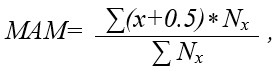 MAM= ∑(x+0.5)*Nₓ / ∑ Nₓ ,